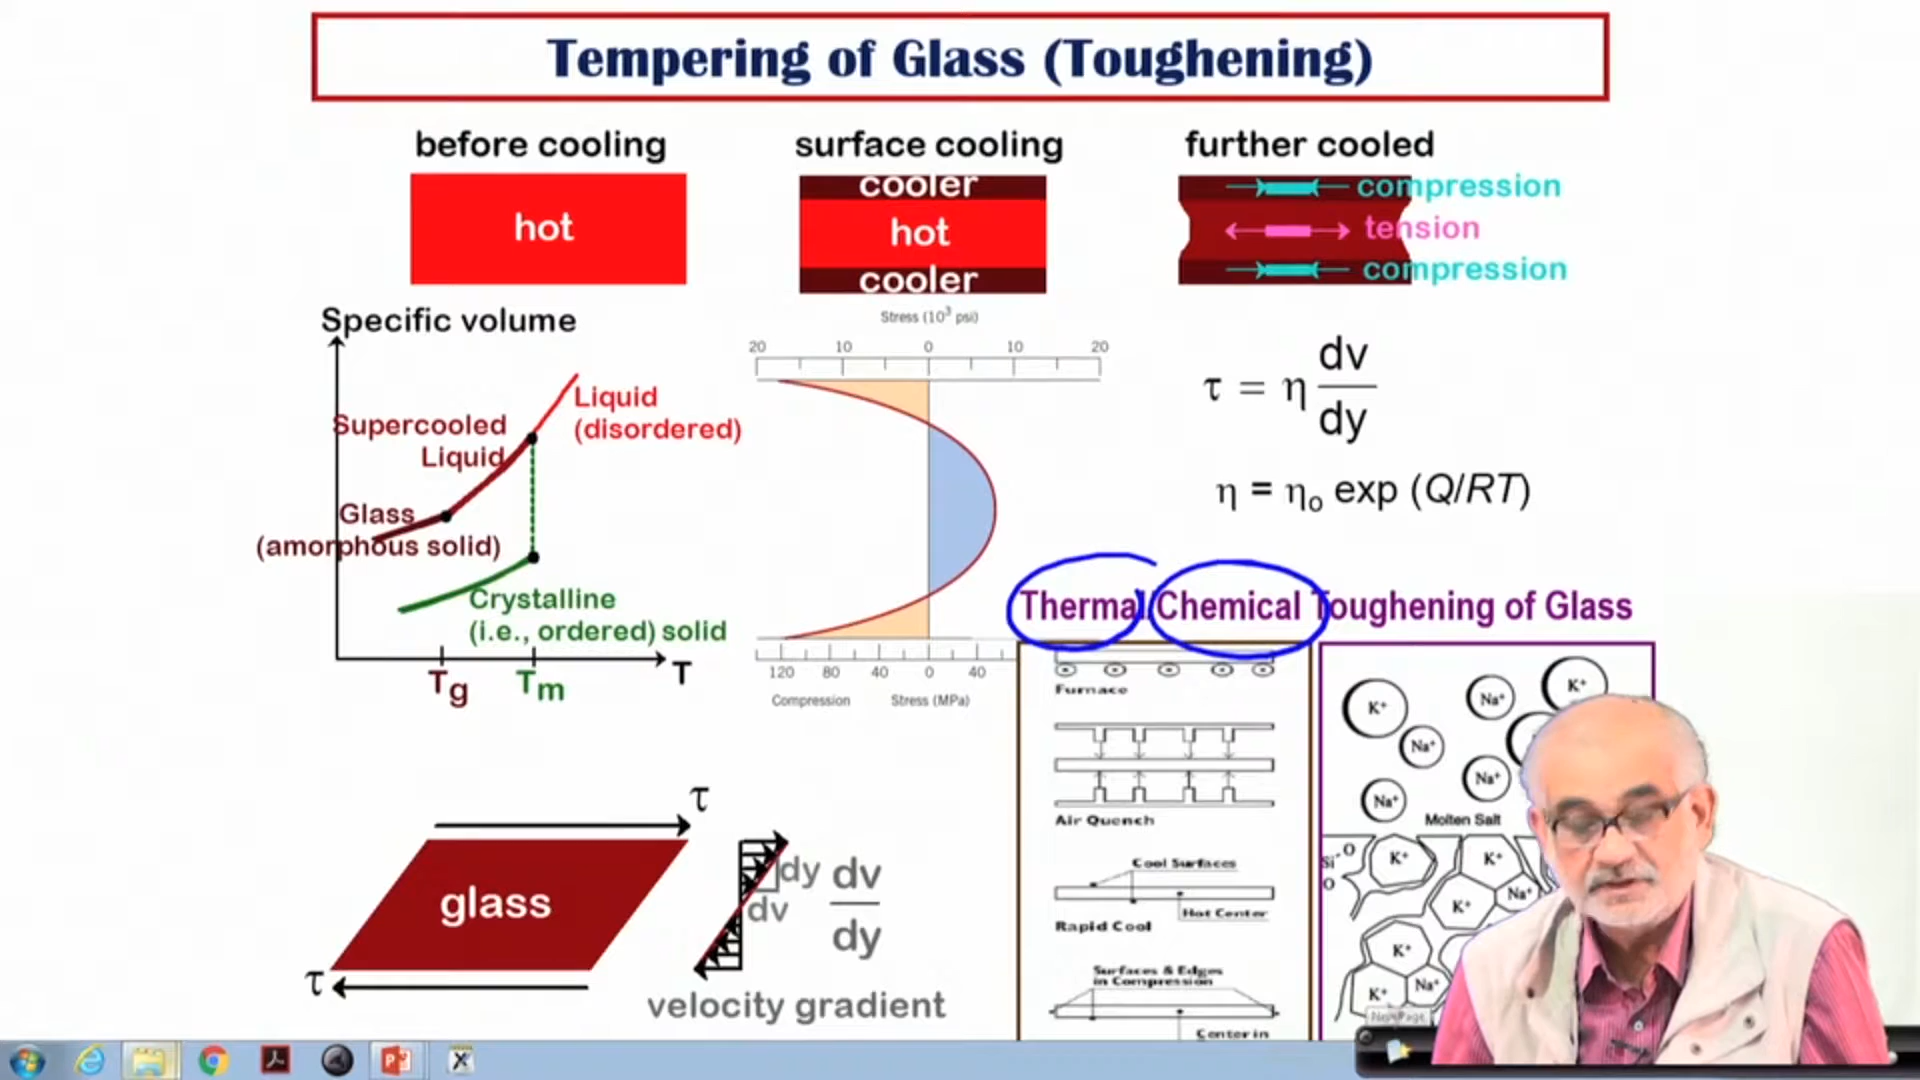 Tempering of Glass (Toughening)
before cooling
surface cooling
further cooled
hot
cooler
hot
cooler
compression
tension
compression
Specific volume
Liquid
(disordered)
Supercooled
Liquid
Glass
(amorphous solid)
Crystalline
(i.e., ordered) solid
Tg
Tm
T
Stress (10³ psi)
20 10 0 10 20
120 80 40 0 40
Compression Stress (MPa)
τ = η dv/dy
η = ηo exp (Q/RT)
Thermal Chemical Toughening of Glass
Furnace
Air Quench
Cool Surfaces
Hot Center
Rapid Cool
Surfaces & Edges
in Compression
Center in
K⁺ Na⁺ K⁺
Na⁺
Na⁺
Na⁺
Molten Salt
Si O
O
K⁺ K⁺
Na⁺
K⁺
K⁺
Na⁺
K⁺
New Page
τ
glass
τ
dy
dv
dv
dy
velocity gradient